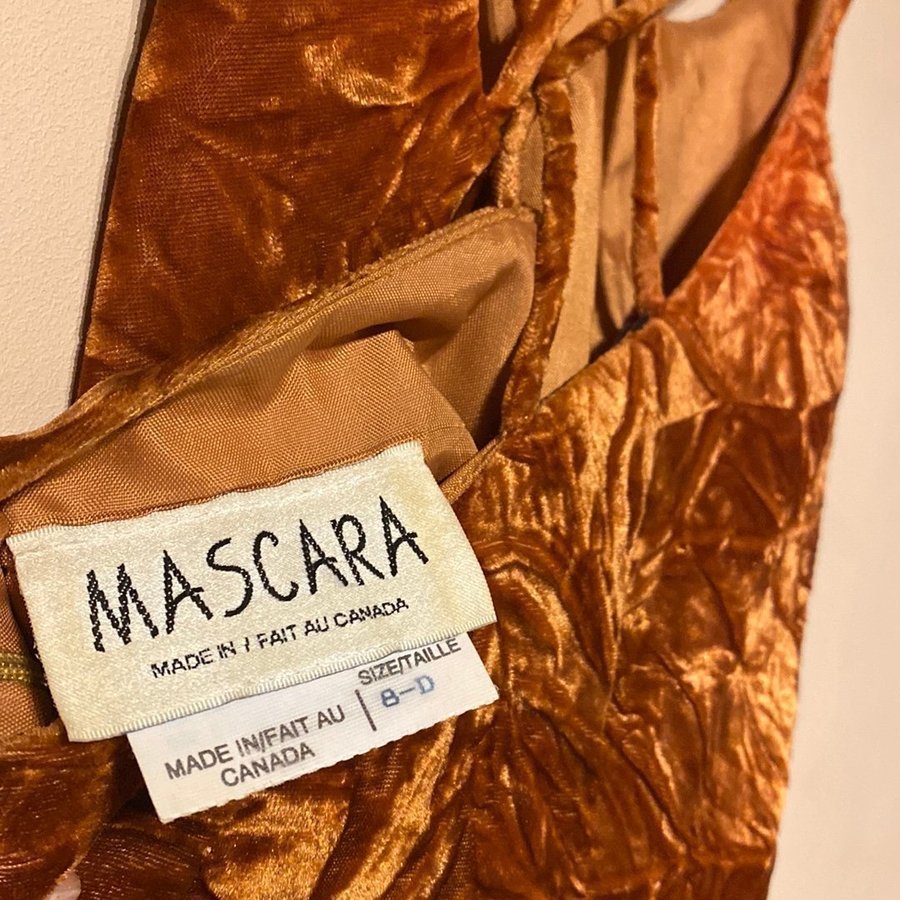 MASCARA
MADE IN / FAIT AU CANADA
SIZE/TAILLE
8-D
MADE IN/FAIT AU
CANADA